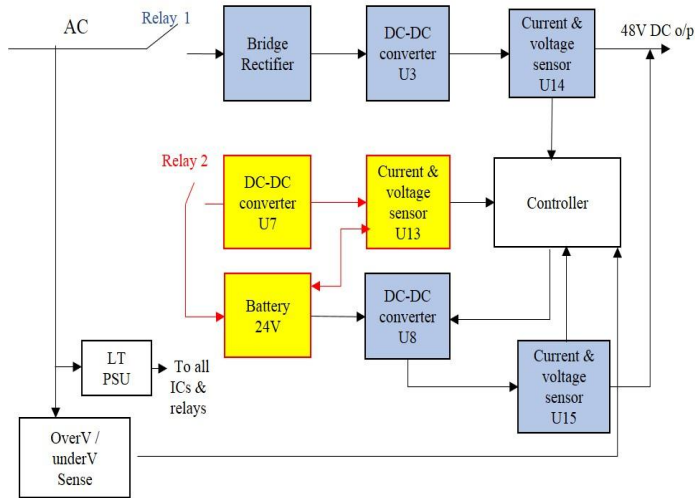 AC
Relay 1
Bridge
Rectifier
DC-DC
converter
U3
Current &
voltage
sensor
U14
48V DC o/p
Relay 2
DC-DC
converter
U7
Current &
voltage
sensor
U13
Controller
Battery
24V
DC-DC
converter
U8
LT
PSU
To all
ICs &
relays
Current &
voltage
sensor
U15
OverV /
underV
Sense